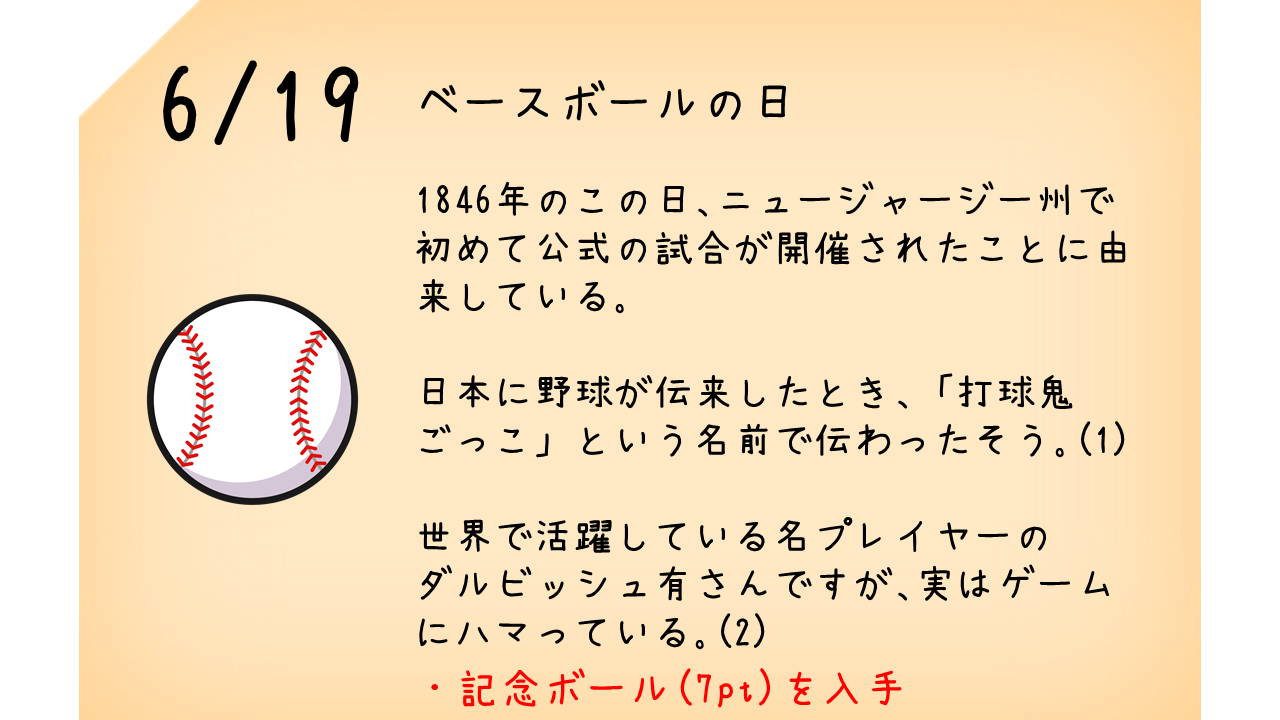 6/19
ベースボールの日
1846年のこの日、ニュージャージー州で
初めて公式の試合が開催されたことに由
来している。
日本に野球が伝来したとき、「打球鬼
ごっこ」という名前で伝わったそう。(1)
世界で活躍している名プレイヤーの
ダルビッシュ有さんですが、実はゲーム
にハマっている。(2)
・記念ボール(7pt)を入手